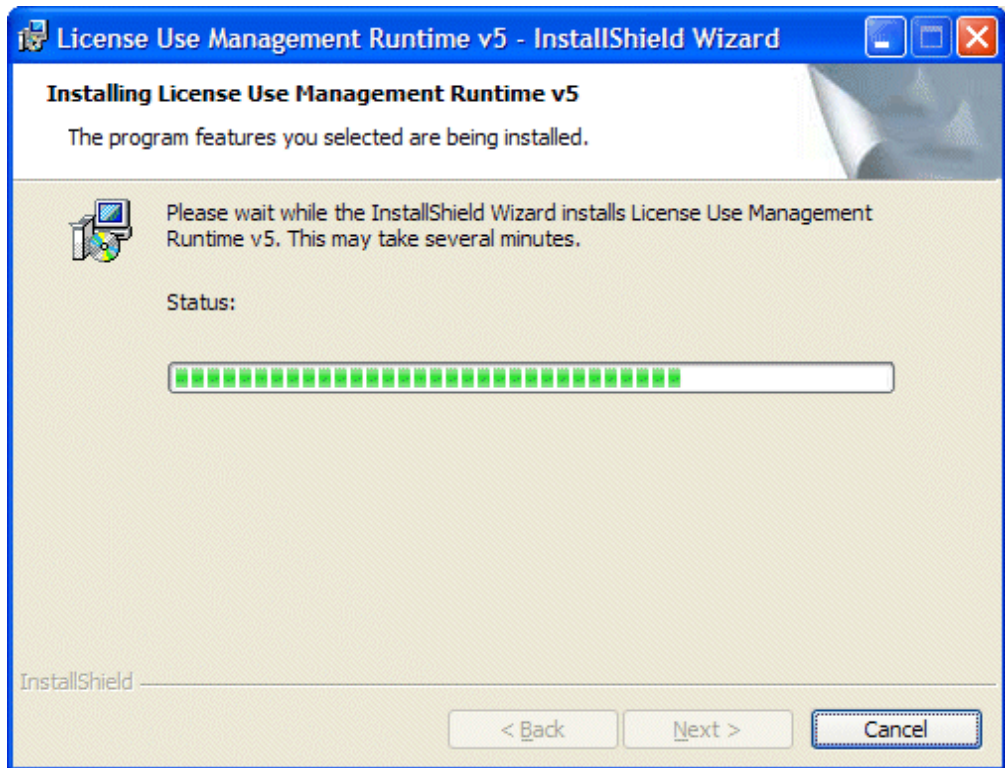 License Use Management Runtime v5 - InstallShield Wizard
Installing License Use Management Runtime v5
The program features you selected are being installed.
Please wait while the InstallShield Wizard installs License Use Management
Runtime v5. This may take several minutes.
Status:
InstallShield
< Back
Next >
Cancel